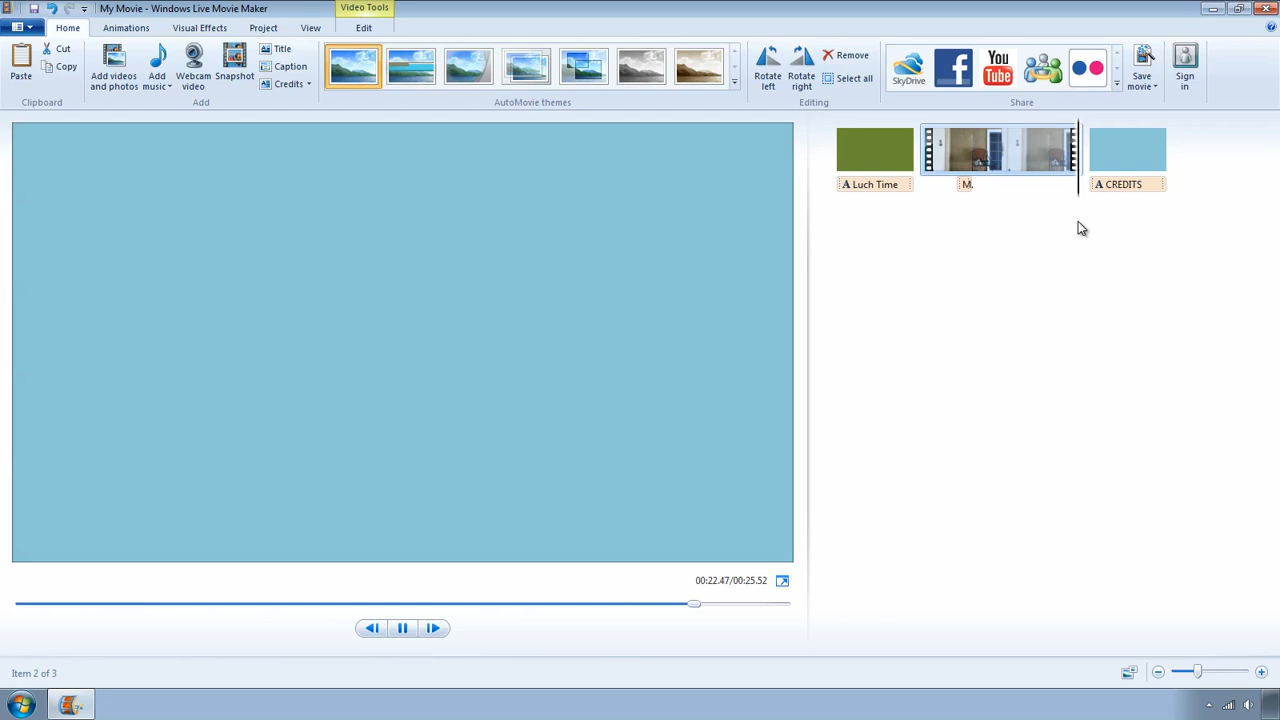 My Movie - Windows Live Movie Maker
Video Tools
Home
Animations
Visual Effects
Project
View
Edit
Paste
Cut
Copy
Clipboard
Add videos
and photos
Add
music
Webcam
video
Snapshot
Title
Caption
Credits
Add
AutoMovie themes
Rotate
left
Rotate
right
Remove
Select all
Editing
SkyDrive
You
Tube
Share
Save
movie
Sign
in
A Luch Time
M.
A CREDITS
00:22.47/00:25.52
Item 2 of 3